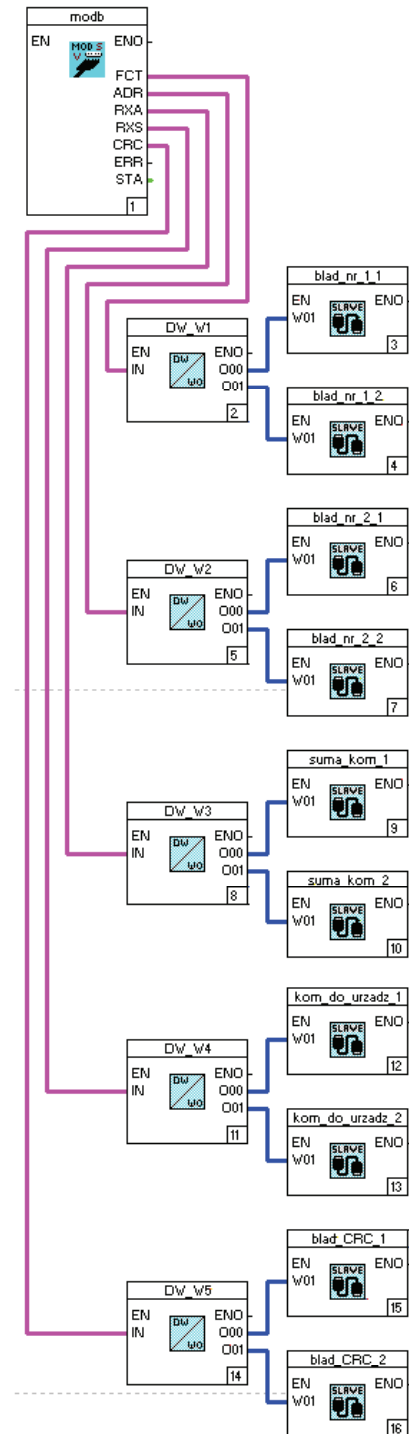 modb
EN ENO
MOD S
V
FCT
ADR
RXA
RXS
CRC
ERR
STA
1
DW_W1
EN ENO
IN O00
O01
DW
WO
2
blad_nr_1_1
EN ENO
W01
SLAVE
3
blad_nr_1_2
EN ENO
W01
SLAVE
4
DW_W2
EN ENO
IN O00
O01
DW
WO
5
blad_nr_2_1
EN ENO
W01
SLAVE
6
blad_nr_2_2
EN ENO
W01
SLAVE
7
DW_W3
EN ENO
IN O00
O01
DW
WO
8
suma_kom_1
EN ENO
W01
SLAVE
9
suma_kom_2
EN ENO
W01
SLAVE
10
DW_W4
EN ENO
IN O00
O01
DW
WO
11
kom_do_urzadz_1
EN ENO
W01
SLAVE
12
kom_do_urzadz_2
EN ENO
W01
SLAVE
13
DW_W5
EN ENO
IN O00
O01
DW
WO
14
blad_CRC_1
EN ENO
W01
SLAVE
15
blad_CRC_2
EN ENO
W01
SLAVE
16